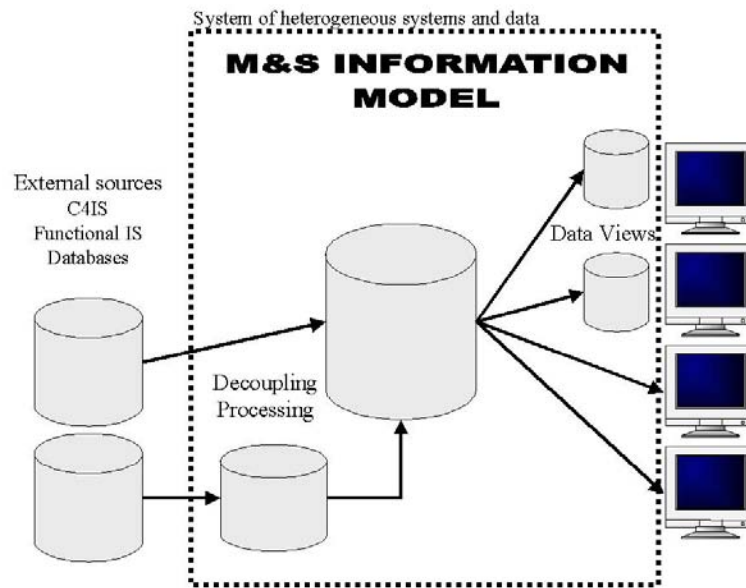 System of heterogeneous systems and data
M&S INFORMATION
MODEL
External sources
C4IS
Functional IS
Databases
Data Views
Decoupling
Processing